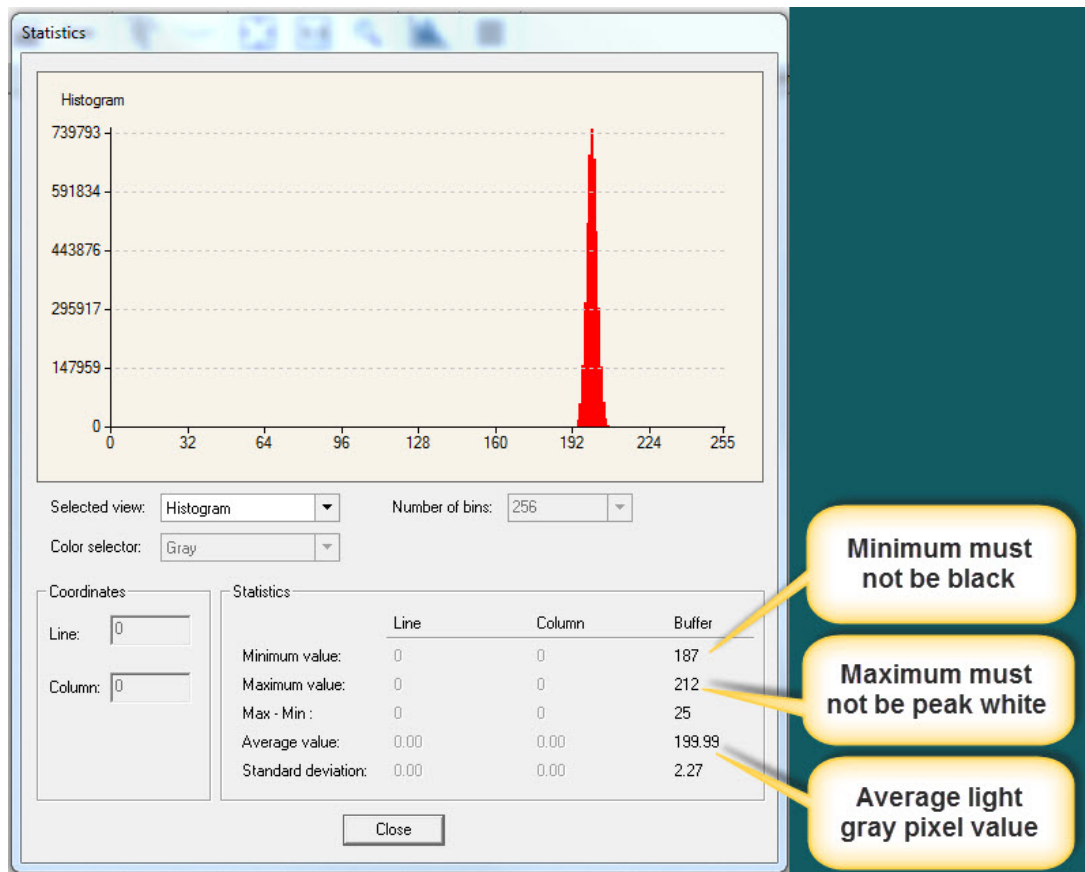 Statistics
Histogram
739793
591834
443876
295917
147959
0
0 32 64 96 128 160 192 224 255
Selected view: Histogram Number of bins: 256
Color selector: Gray
Coordinates
Line: 0
Column: 0
Statistics
Line Column Buffer
Minimum value: 0 0 187
Maximum value: 0 0 212
Max - Min : 0 0 25
Average value: 0.00 0.00 199.99
Standard deviation: 0.00 0.00 2.27
Close
Minimum must
not be black
Maximum must
not be peak white
Average light
gray pixel value